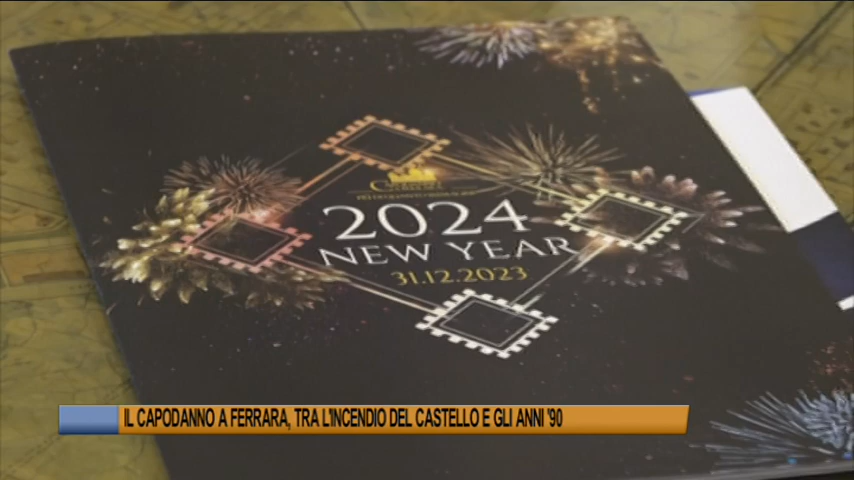 2024
NEW YEAR
31.12.2023
IL CAPODANNO A FERRARA, TRA L'INCENDIO DEL CASTELLO E GLI ANNI '90